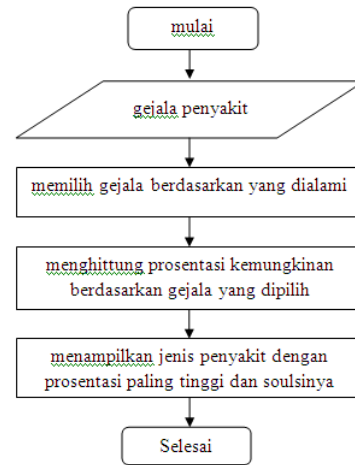 mulai
gejala penyakit
memilih gejala berdasarkan yang dialami
menghittung prosentasi kemungkinan
berdasarkan gejala yang dipilih
menampilkan jenis penyakit dengan
prosentasi paling tinggi dan soulsinya
Selesai